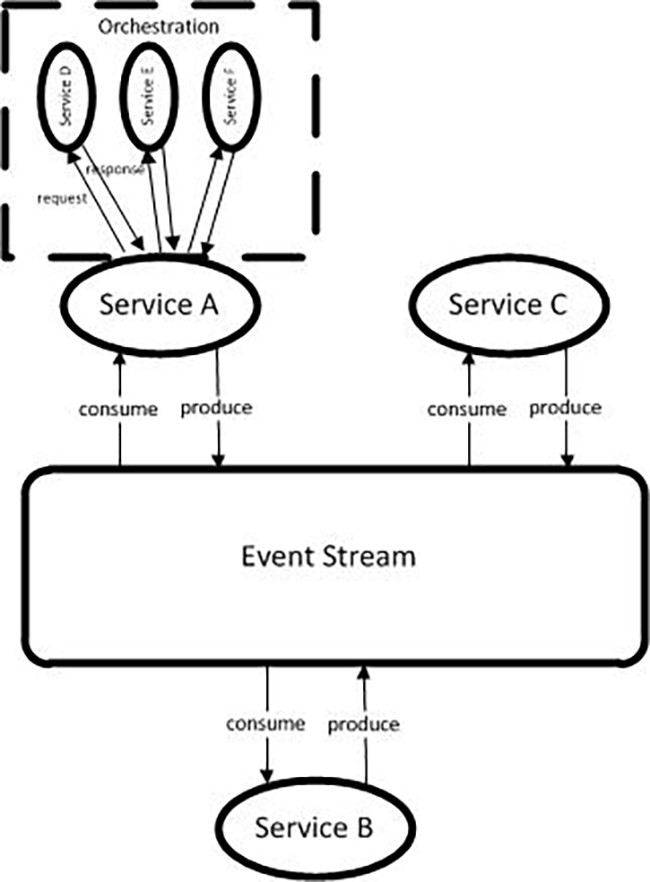 Orchestration
Service D
Service E
Service F
response
request
Service A
Service C
consume
produce
consume
produce
Event Stream
consume
produce
Service B